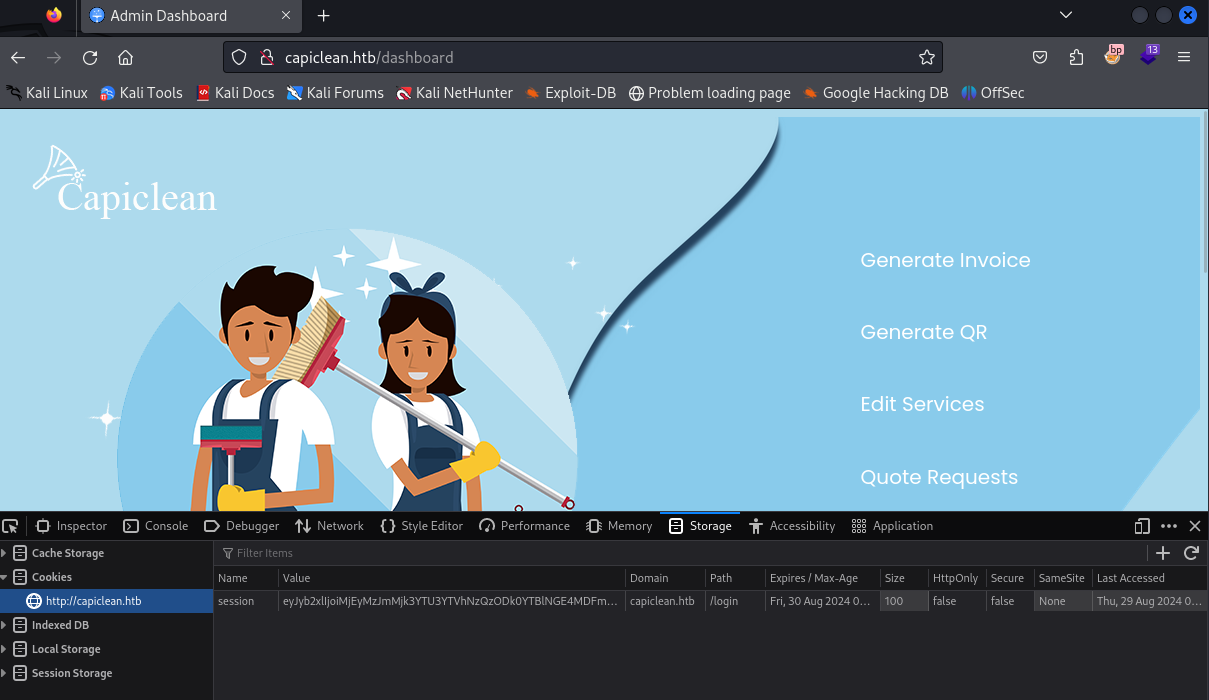 Admin Dashboard
capiclean.htb/dashboard
bp
13
Kali Linux Kali Tools Kali Docs Kali Forums Kali NetHunter Exploit-DB Problem loading page Google Hacking DB OffSec
Capiclean
Generate Invoice
Generate QR
Edit Services
Quote Requests
Inspector Console Debugger Network Style Editor Performance Memory Storage Accessibility Application
Cache Storage
Filter Items
Cookies
Name Value Domain Path Expires / Max-Age Size HttpOnly Secure SameSite Last Accessed
http://capiclean.htb
session eyJyb2xlIjoiMjEyMzJmMjk3YTU3YTVhNzQzODk0YTBlNGE4MDFm... capiclean.htb /login Fri, 30 Aug 2024 0... 100 false false None Thu, 29 Aug 2024 0...
Indexed DB
Local Storage
Session Storage